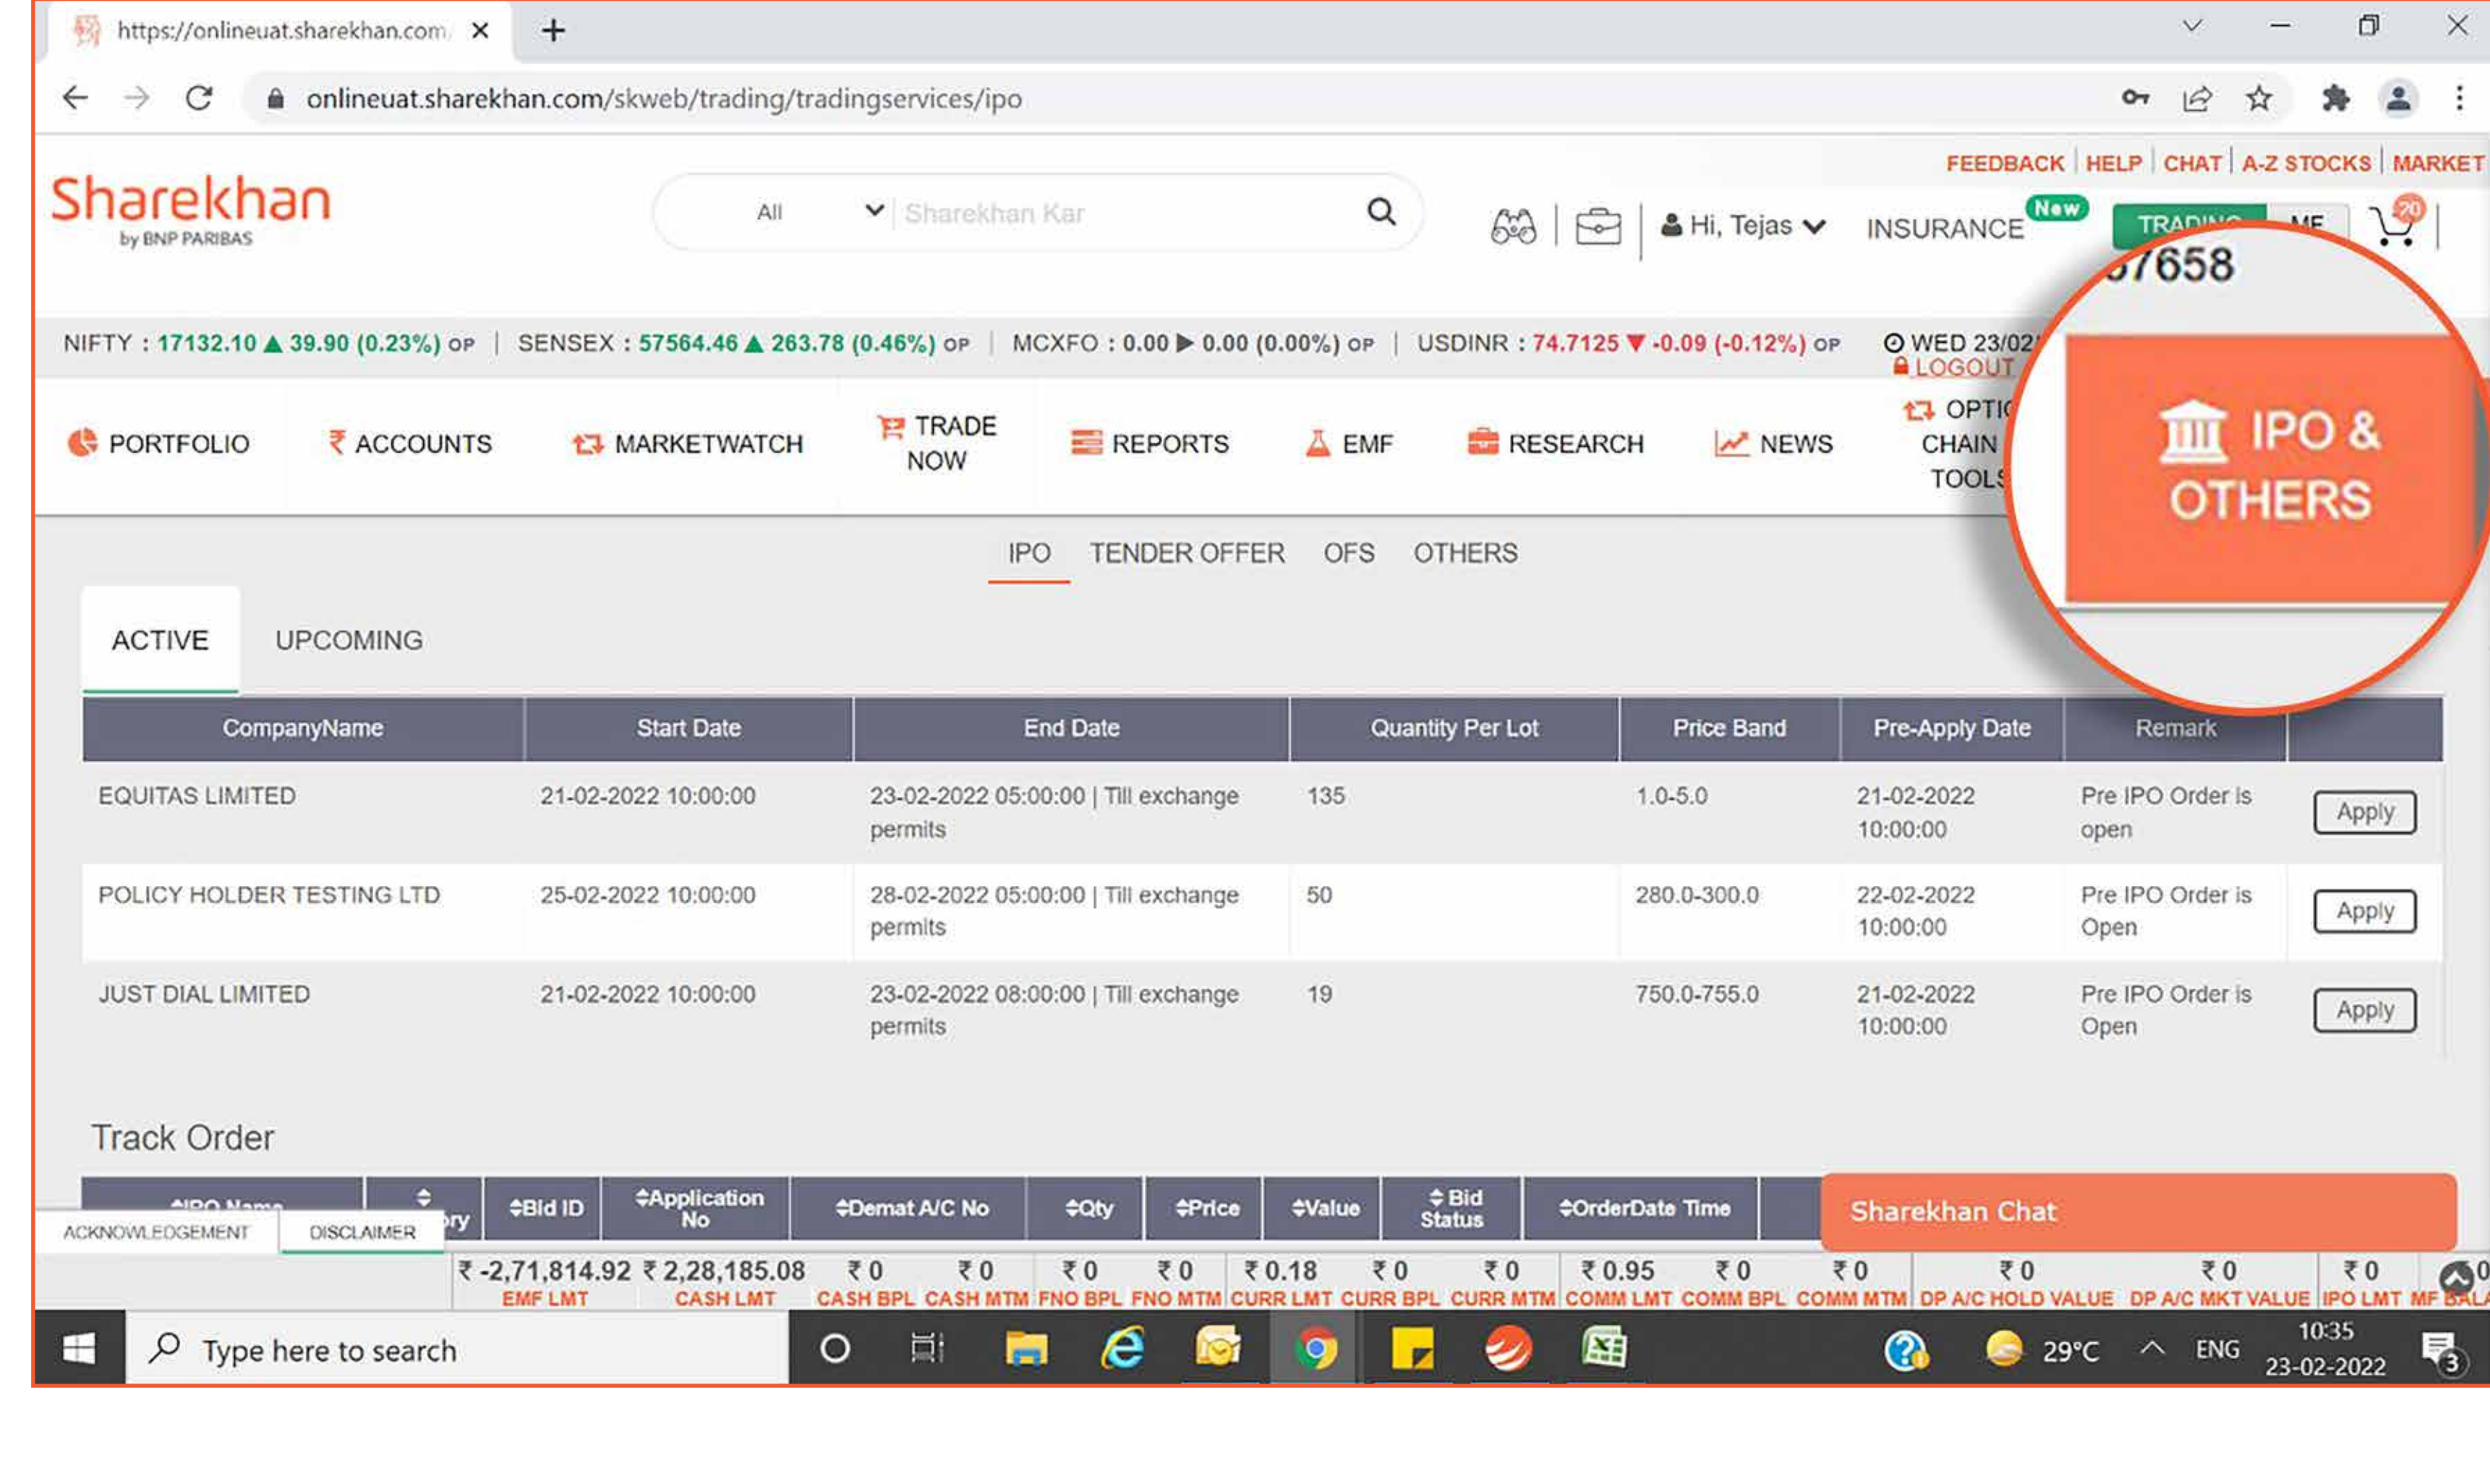 https://onlineuat.sharekhan.com/
onlineuat.sharekhan.com/skweb/trading/tradingservices/ipo
FEEDBACK | HELP | CHAT | A-Z STOCKS | MARKET
Sharekhan
by BNP PARIBAS
All Sharekhan Kar
Hi, Tejas INSURANCE New TRADING MF 20
57658
NIFTY : 17132.10 ▲ 39.90 (0.23%) OP | SENSEX : 57564.46 ▲ 263.78 (0.46%) OP | MCXFO : 0.00 ▶ 0.00 (0.00%) OP | USDINR : 74.7125 ▼ -0.09 (-0.12%) OP WED 23/02/
LOGOUT
PORTFOLIO ₹ ACCOUNTS MARKETWATCH TRADE NOW REPORTS EMF RESEARCH NEWS CHAIN
IPO &
OTHERS
IPO TENDER OFFER OFS OTHERS
ACTIVE UPCOMING
CompanyName Start Date End Date Quantity Per Lot Price Band Pre-Apply Date Remark
EQUITAS LIMITED 21-02-2022 10:00:00 23-02-2022 05:00:00 | Till exchange 135 1.0-5.0 21-02-2022 Pre IPO Order is Apply
permits 10:00:00 open
POLICY HOLDER TESTING LTD 25-02-2022 10:00:00 28-02-2022 05:00:00 | Till exchange 50 280.0-300.0 22-02-2022 Pre IPO Order is Apply
permits 10:00:00 Open
JUST DIAL LIMITED 21-02-2022 10:00:00 23-02-2022 08:00:00 | Till exchange 19 750.0-755.0 21-02-2022 Pre IPO Order is Apply
permits 10:00:00 Open
Track Order
IPO Name Bid ID Application No Demat A/C No Qty Price Value Bid Status OrderDate Time
Sharekhan Chat
ACKNOWLEDGEMENT DISCLAIMER
₹ -2,71,814.92 ₹ 2,28,185.08 ₹ 0 ₹ 0 ₹ 0 ₹ 0 ₹ 0.18 ₹ 0 ₹ 0 ₹ 0.95 ₹ 0 ₹ 0 ₹ 0 ₹ 0 ₹ 0
EMF LMT CASH LMT CASH BPL CASH MTM FNO BPL FNO MTM CURR LMT CURR BPL CURR MTM COMM LMT COMM BPL COMM MTM DP A/C HOLD VALUE DP A/C MKT VALUE IPO LMT MF
Type here to search
29°C ENG 10:35
23-02-2022 3